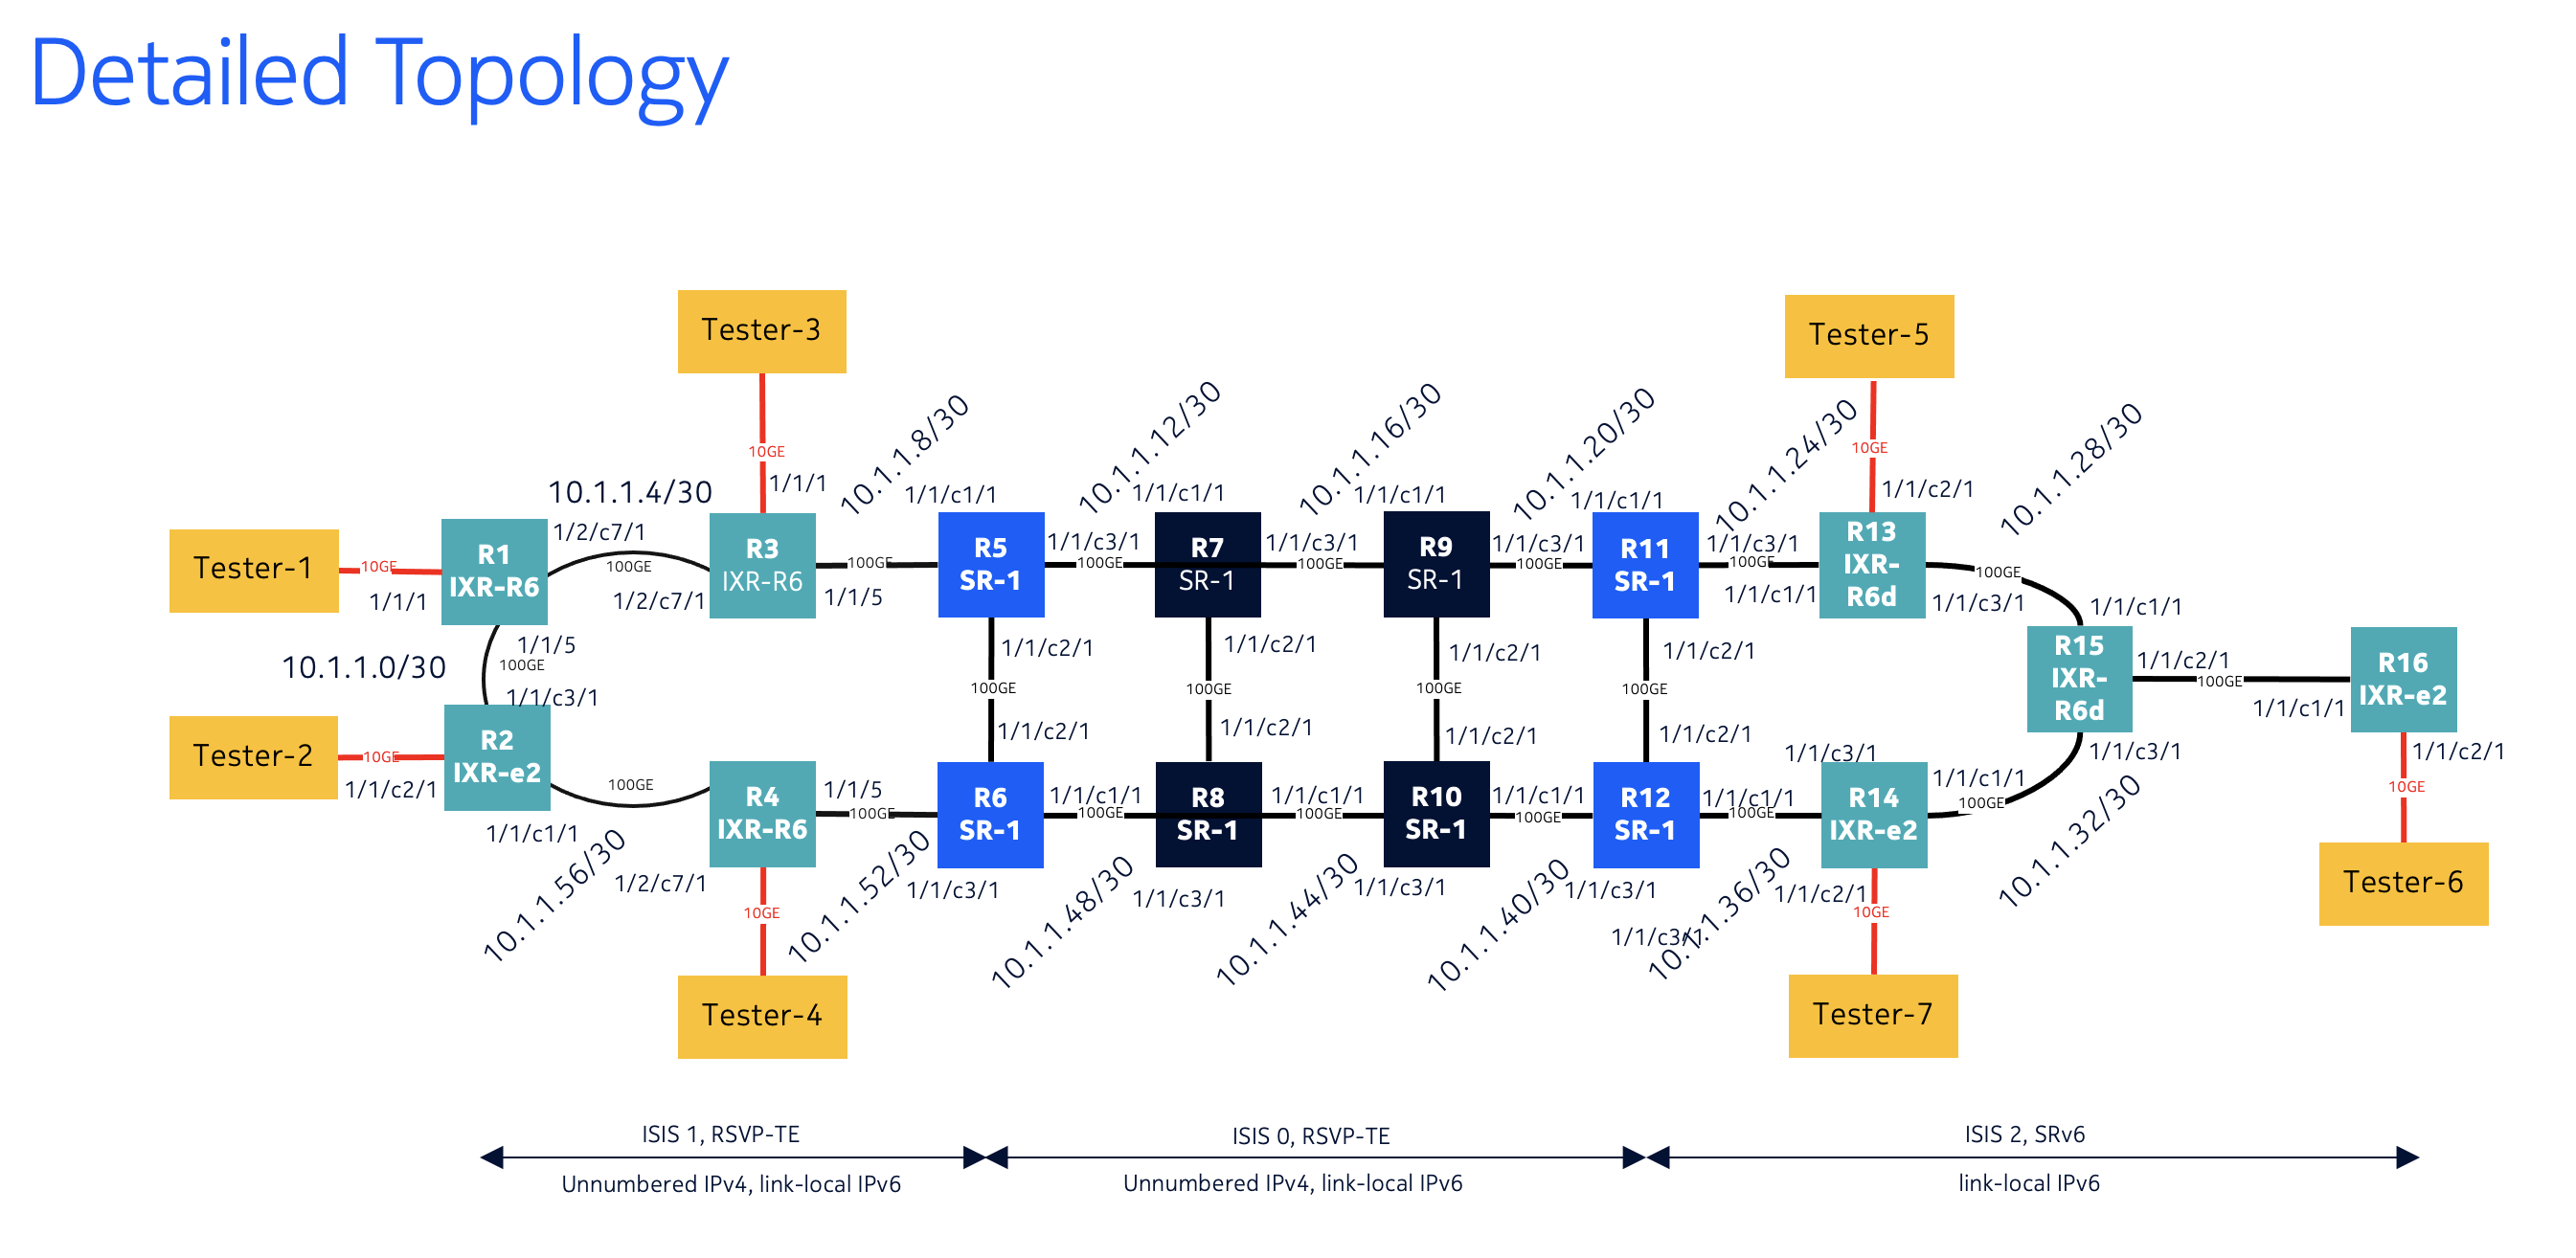 Detailed Topology
Tester-3
Tester-5
10GE
1/1/1
10GE
1/1/c2/1
10.1.1.4/30
10.1.1.8/30
10.1.1.12/30
10.1.1.16/30
10.1.1.20/30
10.1.1.24/30
10.1.1.28/30
1/1/c1/1
1/1/c1/1
1/1/c1/1
1/1/c1/1
Tester-1
10GE
1/1/1
R1
IXR-R6
1/2/c7/1
100GE
1/2/c7/1
R3
IXR-R6
100GE
1/1/5
R5
SR-1
1/1/c3/1
100GE
R7
SR-1
1/1/c3/1
100GE
R9
SR-1
1/1/c3/1
100GE
R11
SR-1
1/1/c3/1
100GE
1/1/c1/1
R13
IXR-
R6d
100GE
1/1/c3/1
1/1/c1/1
10.1.1.0/30
1/1/5
100GE
1/1/c3/1
1/1/c2/1
100GE
1/1/c2/1
1/1/c2/1
100GE
1/1/c2/1
1/1/c2/1
100GE
1/1/c2/1
1/1/c2/1
100GE
1/1/c2/1
R15
IXR-
R6d
1/1/c2/1
100GE
1/1/c1/1
R16
IXR-e2
1/1/c2/1
10GE
Tester-6
1/1/c3/1
Tester-2
10GE
1/1/c2/1
R2
IXR-e2
100GE
1/1/c1/1
R4
IXR-R6
1/1/5
100GE
1/2/c7/1
R6
SR-1
1/1/c1/1
100GE
1/1/c3/1
R8
SR-1
1/1/c1/1
100GE
1/1/c3/1
R10
SR-1
1/1/c1/1
100GE
1/1/c3/1
R12
SR-1
1/1/c1/1
100GE
1/1/c3/1
1/1/c3/1
R14
IXR-e2
1/1/c1/1
100GE
1/1/c2/1
10.1.1.56/30
10.1.1.52/30
10.1.1.48/30
10.1.1.44/30
10.1.1.40/30
1/1/c3/1
10.1.1.36/30
10.1.1.32/30
10GE
Tester-4
10GE
Tester-7
ISIS 1, RSVP-TE
ISIS 0, RSVP-TE
ISIS 2, SRv6
Unnumbered IPv4, link-local IPv6
Unnumbered IPv4, link-local IPv6
link-local IPv6